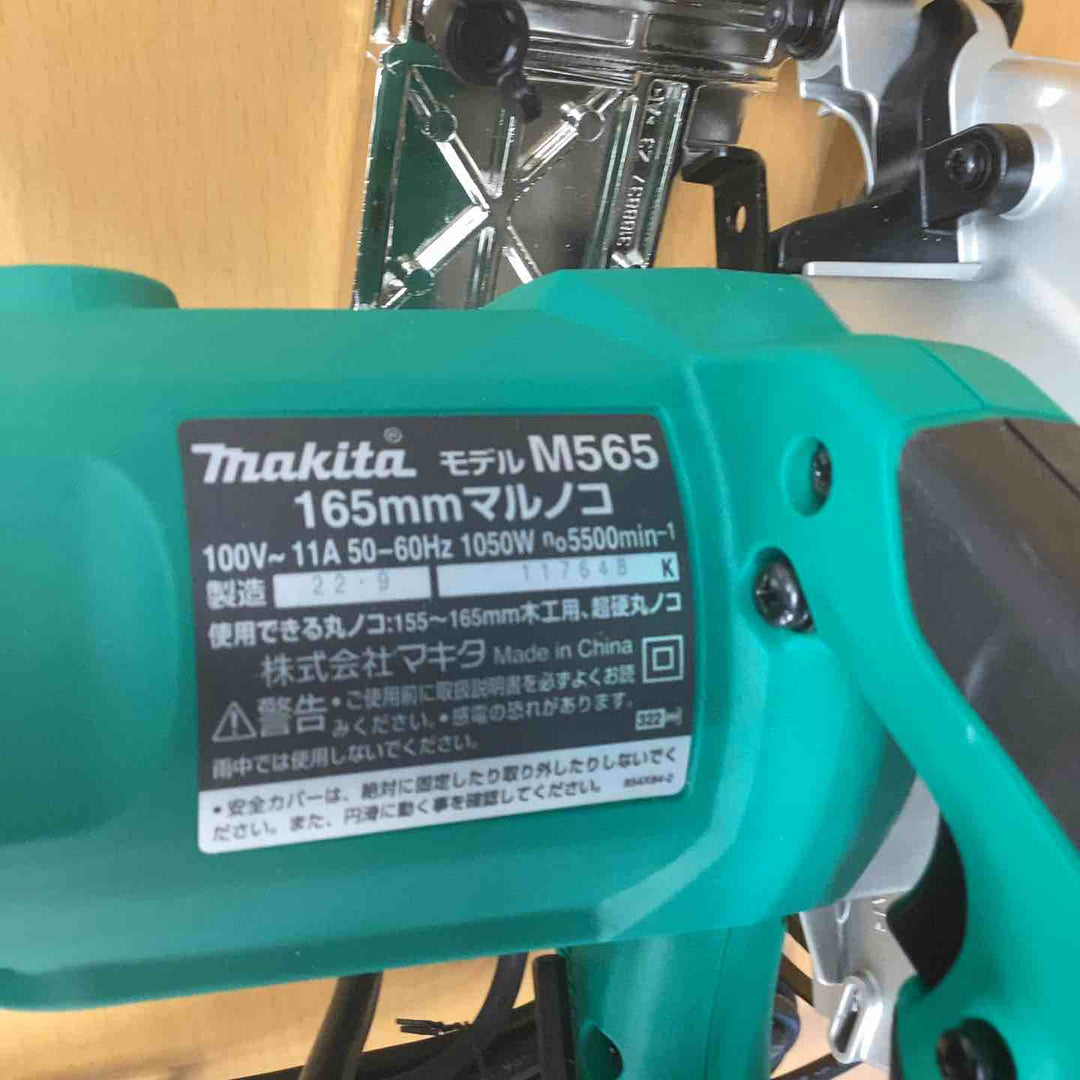 3188837 23
makita® モデル M565
165mmマルノコ
100V~ 11A 50-60Hz 1050W n₀5500min-1
製造 22・9 117648 K
使用できる丸ノコ:155~165mm木工用、超硬丸ノコ
株式会社マキタ Made in China
警告 ・ご使用前に取扱説明書を必ずよくお読
みください。・感電の恐れがあります。
雨中では使用しないでください。 332
・安全カバーは、絶対に固定したり取り外したりしないでく
ださい。また、円滑に動く事を確認してください。